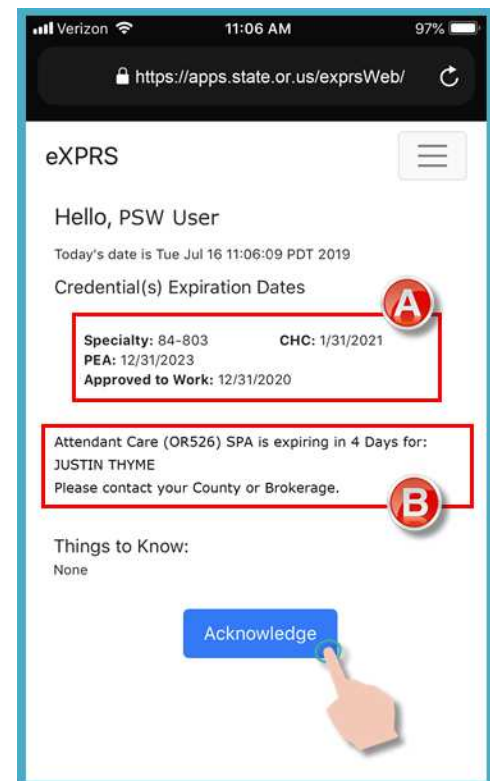 Verizon 11:06 AM 97%
https://apps.state.or.us/exprsWeb/
eXPRS
Hello, PSW User
Today's date is Tue Jul 16 11:06:09 PDT 2019
Credential(s) Expiration Dates
A
Specialty: 84-803 CHC: 1/31/2021
PEA: 12/31/2023
Approved to Work: 12/31/2020
Attendant Care (OR526) SPA is expiring in 4 Days for:
JUSTIN THYME
Please contact your County or Brokerage.
B
Things to Know:
None
Acknowledge